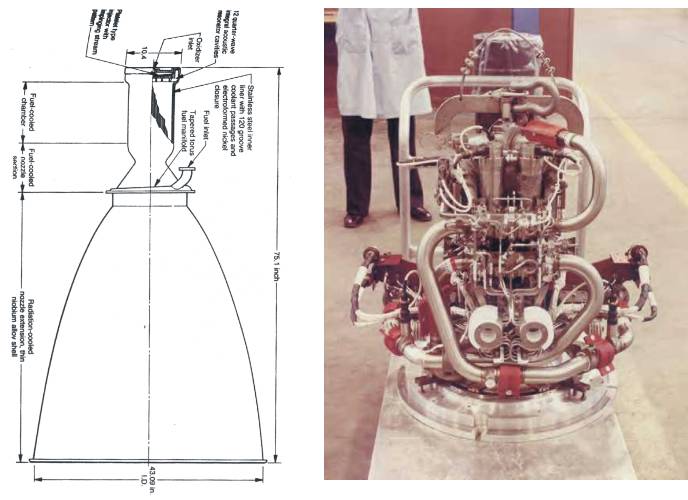 Platelet type
injector with
impinging stream
pattern
12 quarter-wave
integral acoustic
resonator cavities
Oxidizer
inlet
10.4
Stainless steel inner
liner with 120 groove
coolant passages and
electroformed nickel
closure
Fuel inlet
Tapered torus
fuel manifold
Fuel-cooled
chamber
Fuel-cooled
nozzle
section
75.1 inch
Radiation-cooled
nozzle extension, thin
niobium alloy shell
43.09 in.
I.D.